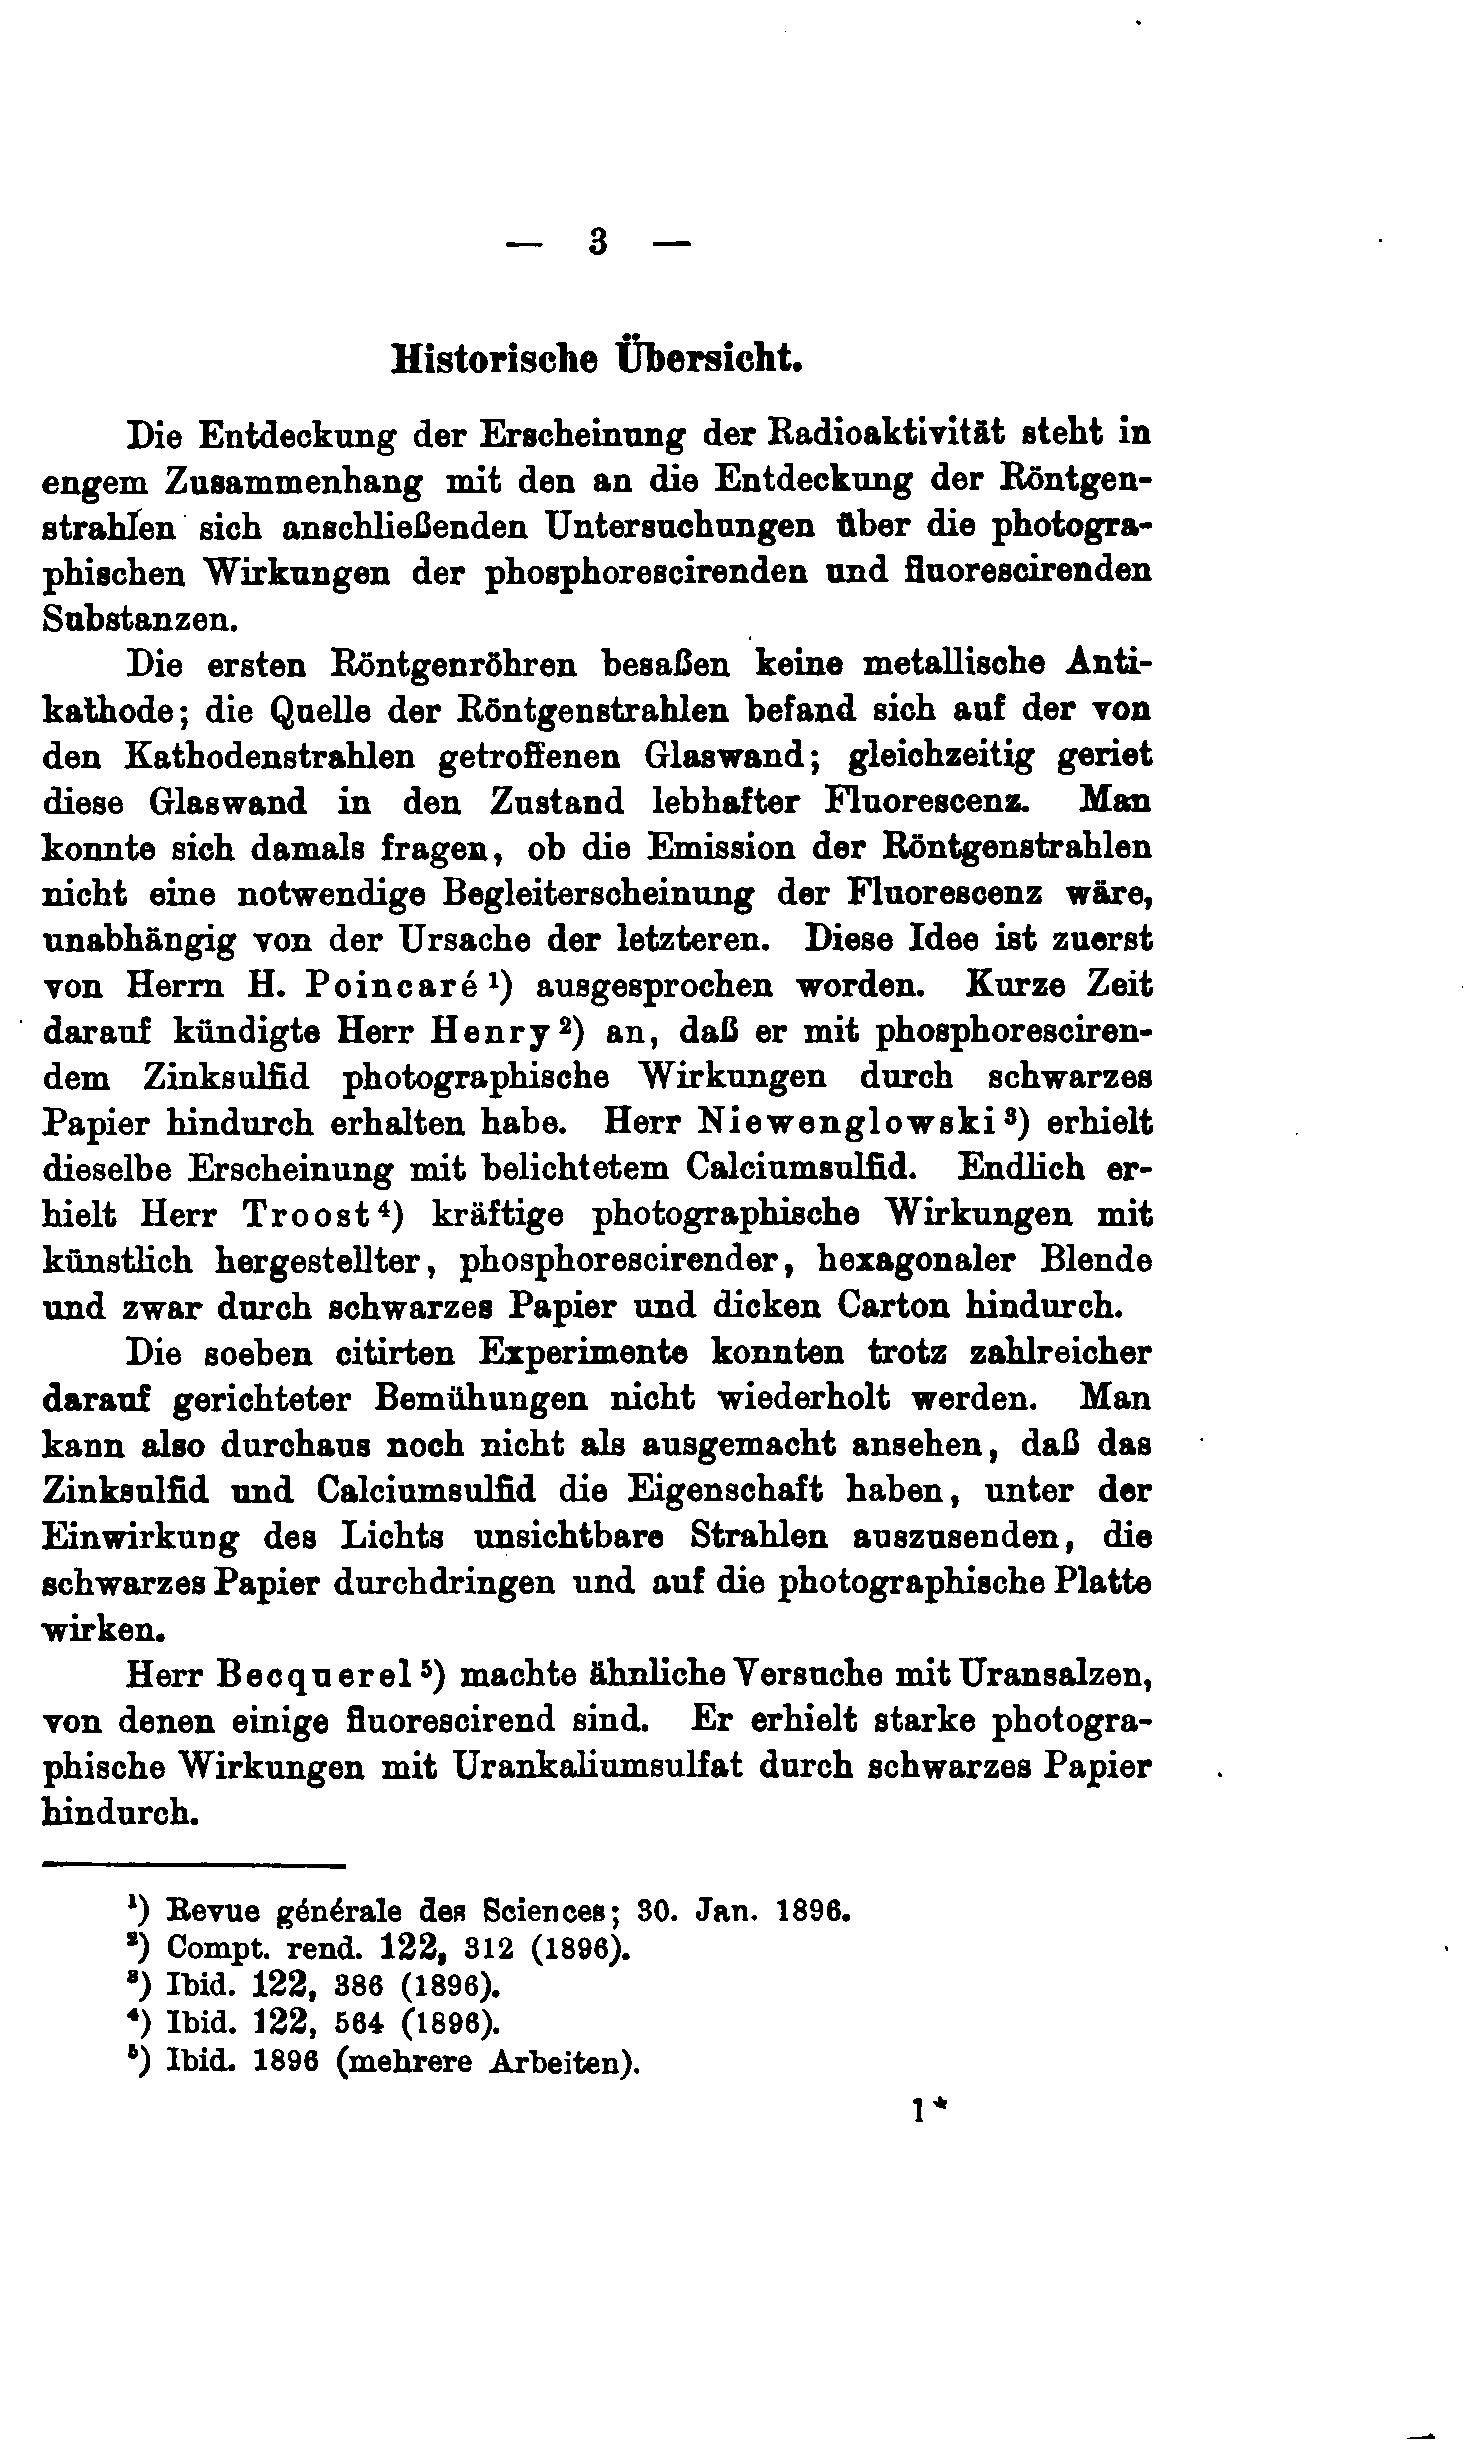 — 3 —
Historische Übersicht.
Die Entdeckung der Erscheinung der Radioaktivität steht in
engem Zusammenhang mit den an die Entdeckung der Röntgen-
strahlen sich anschließenden Untersuchungen über die photogra-
phischen Wirkungen der phosphorescirenden und fluorescirenden
Substanzen.
Die ersten Röntgenröhren besaßen keine metallische Anti-
kathode; die Quelle der Röntgenstrahlen befand sich auf der von
den Kathodenstrahlen getroffenen Glaswand; gleichzeitig geriet
diese Glaswand in den Zustand lebhafter Fluorescenz. Man
konnte sich damals fragen, ob die Emission der Röntgenstrahlen
nicht eine notwendige Begleiterscheinung der Fluorescenz wäre,
unabhängig von der Ursache der letzteren. Diese Idee ist zuerst
von Herrn H. Poincaré ¹) ausgesprochen worden. Kurze Zeit
darauf kündigte Herr Henry ²) an, daß er mit phosphoresciren-
dem Zinksulfid photographische Wirkungen durch schwarzes
Papier hindurch erhalten habe. Herr Niewenglowski ³) erhielt
dieselbe Erscheinung mit belichtetem Calciumsulfid. Endlich er-
hielt Herr Troost ⁴) kräftige photographische Wirkungen mit
künstlich hergestellter, phosphorescirender, hexagonaler Blende
und zwar durch schwarzes Papier und dicken Carton hindurch.
Die soeben citirten Experimente konnten trotz zahlreicher
darauf gerichteter Bemühungen nicht wiederholt werden. Man
kann also durchaus noch nicht als ausgemacht ansehen, daß das
Zinksulfid und Calciumsulfid die Eigenschaft haben, unter der
Einwirkung des Lichts unsichtbare Strahlen auszusenden, die
schwarzes Papier durchdringen und auf die photographische Platte
wirken.
Herr Becquerel ⁵) machte ähnliche Versuche mit Uransalzen,
von denen einige fluorescirend sind. Er erhielt starke photogra-
phische Wirkungen mit Urankaliumsulfat durch schwarzes Papier
hindurch.
¹) Revue générale des Sciences; 30. Jan. 1896.
²) Compt. rend. 122, 312 (1896).
³) Ibid. 122, 386 (1896).
⁴) Ibid. 122, 564 (1896).
⁵) Ibid. 1896 (mehrere Arbeiten).
1*